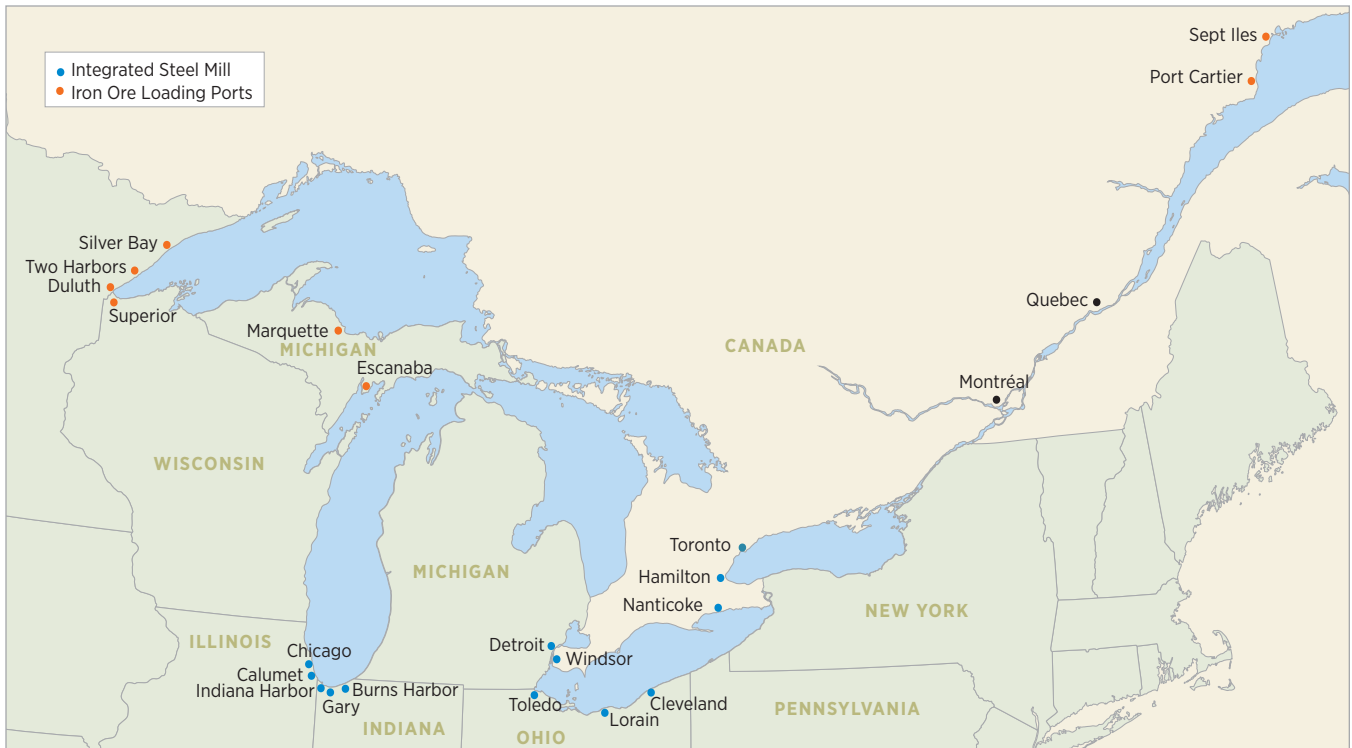 Integrated Steel Mill
Iron Ore Loading Ports
Sept Iles
Port Cartier
Silver Bay
Two Harbors
Duluth
Superior
Quebec
Marquette
MICHIGAN
CANADA
Escanaba
Montréal
WISCONSIN
Toronto
MICHIGAN
Hamilton
Nanticoke
NEW YORK
ILLINOIS
Detroit
Chicago
Windsor
Calumet
Indiana Harbor
Burns Harbor
Gary
Toledo
Cleveland
Lorain
PENNSYLVANIA
INDIANA
OHIO